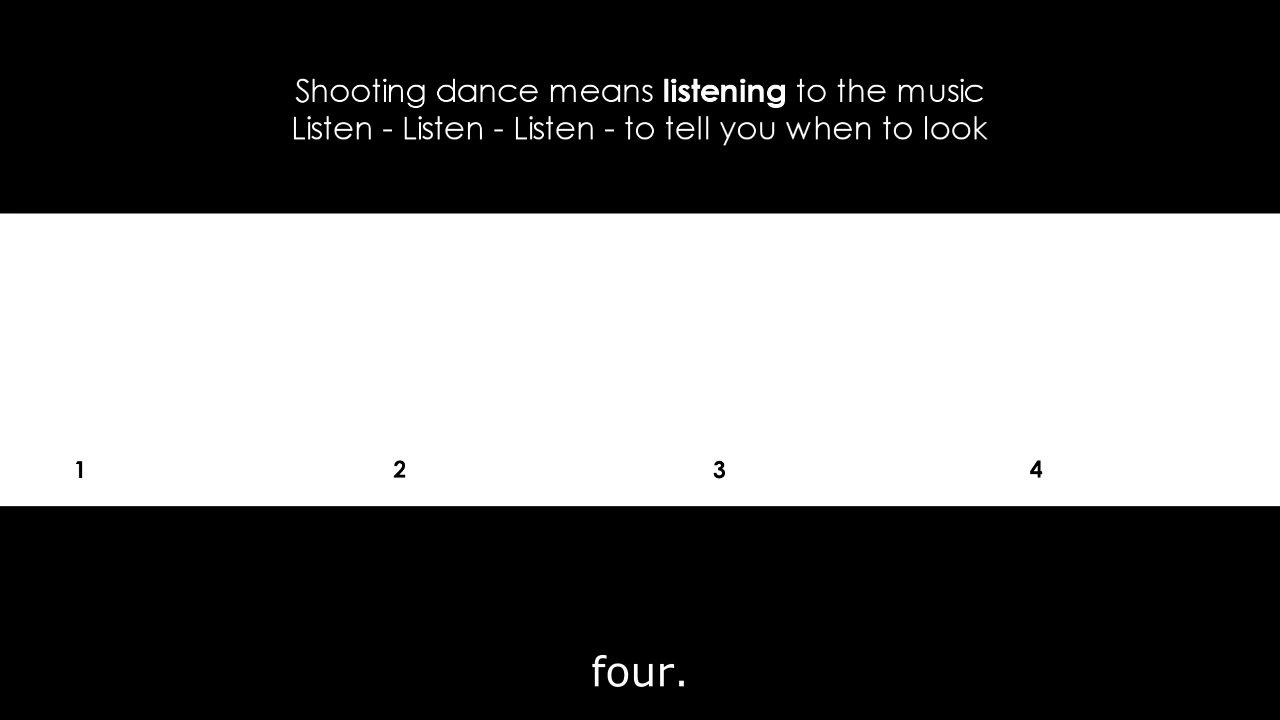 Shooting dance means listening to the music
Listen - Listen - Listen - to tell you when to look
1 2 3 4
four.